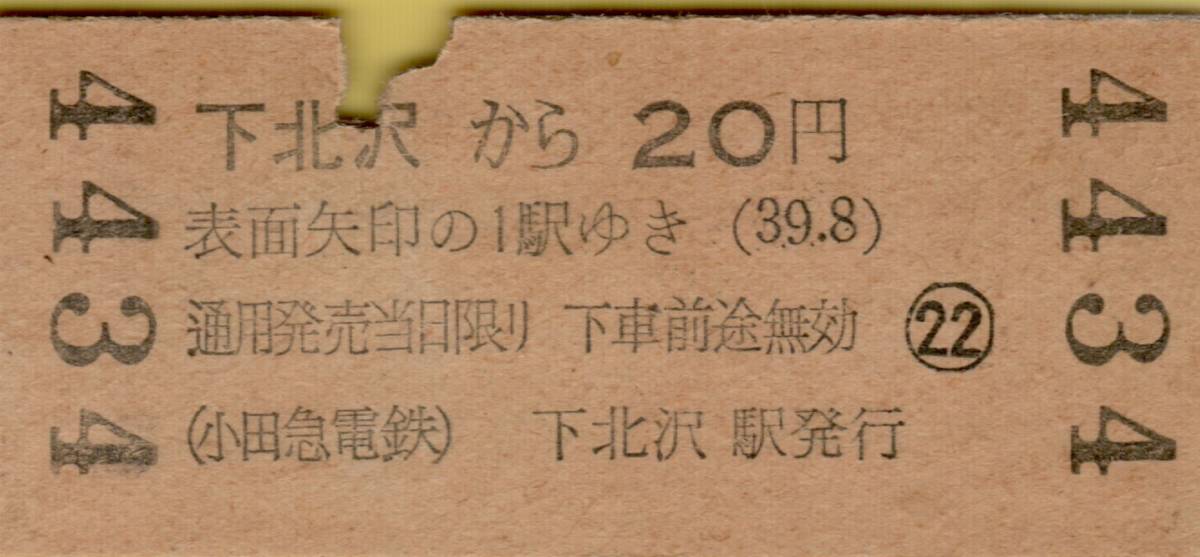 下北沢 から 20円
表面矢印の1駅ゆき (39.8)
通用発売当日限り 下車前途無効 ㉒
(小田急電鉄) 下北沢 駅発行
4434
4434